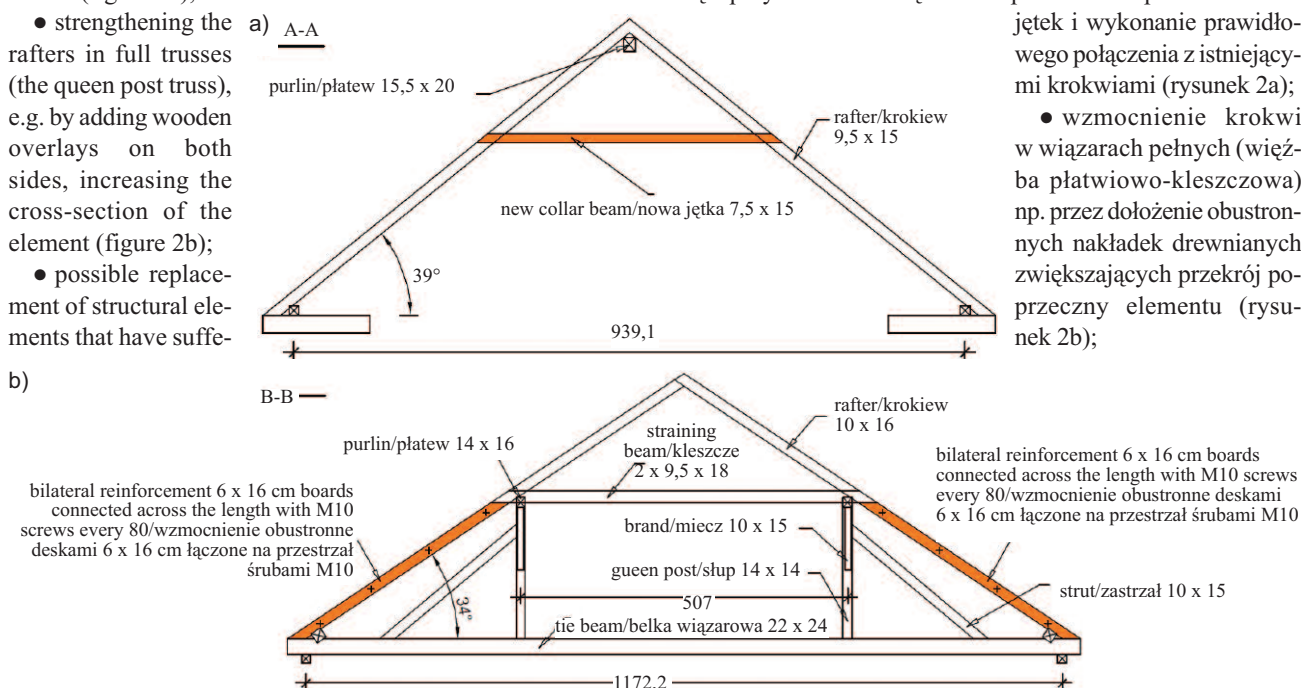 ● strengthening the
rafters in full trusses
(the queen post truss),
e.g. by adding wooden
overlays on both
sides, increasing the
cross-section of the
element (figure 2b);
● possible replace-
ment of structural ele-
ments that have suffe-
a)
A-A
purlin/płatew 15,5 x 20
rafter/krokiew
9,5 x 15
new collar beam/nowa jętka 7,5 x 15
39°
939,1
jętek i wykonanie prawidło-
wego połączenia z istniejący-
mi krokwiami (rysunek 2a);
● wzmocnienie krokwi
w wiązarach pełnych (więź-
ba płatwiowo-kleszczowa)
np. przez dołożenie obustron-
nych nakładek drewnianych
zwiększających przekrój po-
przeczny elementu (rysu-
nek 2b);
b)
B-B
purlin/płatew 14 x 16
straining
beam/kleszcze
2 x 9,5 x 18
rafter/krokiew
10 x 16
bilateral reinforcement 6 x 16 cm boards
connected across the length with M10
screws every 80/wzmocnienie obustronne
deskami 6 x 16 cm łączone na przestrzał
śrubami M10
bilateral reinforcement 6 x 16 cm boards
connected across the length with M10 screws
every 80/wzmocnienie obustronne deskami
6 x 16 cm łączone na przestrzał śrubami M10
brand/miecz 10 x 15
gueen post/słup 14 x 14
507
strut/zastrzał 10 x 15
34°
tie beam/belka wiązarowa 22 x 24
1172,2